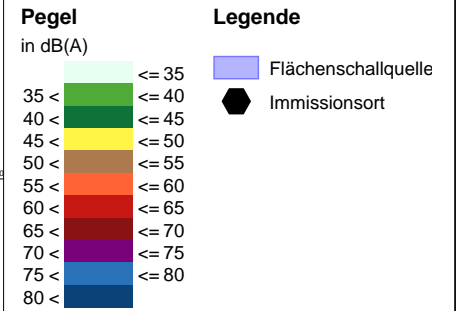 Pegel
in dB(A)
<= 35
35 < <= 40
40 < <= 45
45 < <= 50
50 < <= 55
55 < <= 60
60 < <= 65
65 < <= 70
70 < <= 75
75 < <= 80
80 <
Legende
Flächenschallquelle
Immissionsort